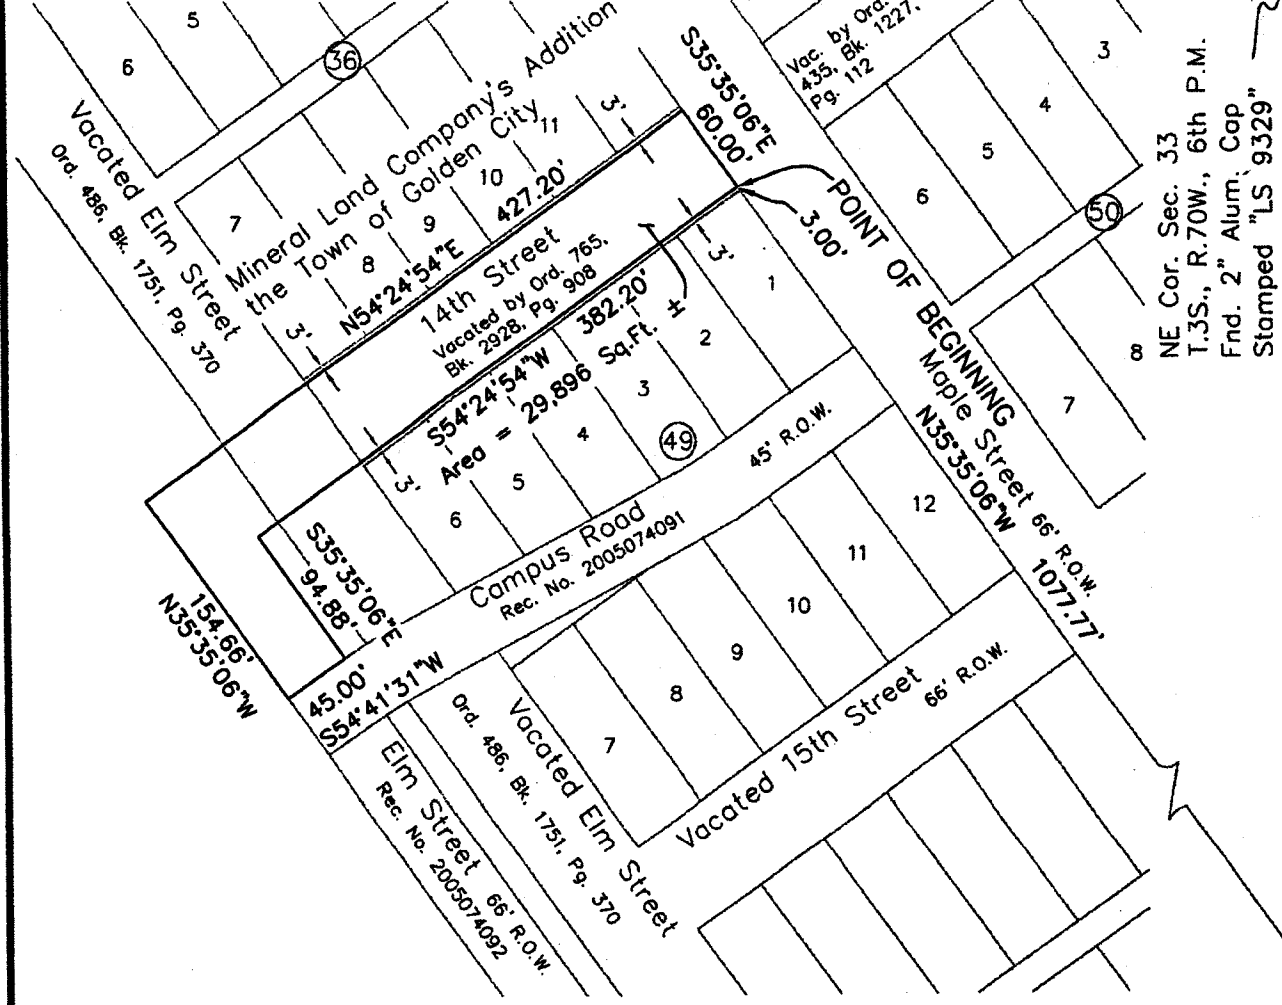 5
6
36
Vacated Elm Street
Ord. 486, Bk. 1751, Pg. 370
Mineral Land Company's Addition
the Town of Golden City
7
8
9
10
11
3'
3'
N54°24'54"E 427.20'
14th Street
Vacated by Ord. 765,
Bk. 2928, Pg. 908
S54°24'54"W 382.20'
Area = 29,896 Sq.Ft. ±
3'
3'
S35°35'06"E
60.00'
Vac. by Ord.
435, Bk. 1227,
Pg. 112
3
4
5
6
50
7
8
NE Cor. Sec. 33
T.3S., R.70W., 6th P.M.
Fnd. 2" Alum. Cap
Stamped "LS 9329"
POINT OF BEGINNING
3.00'
Maple Street 66' R.O.W.
N35°35'06"W 1077.77'
1
2
3
4
5
6
49
45' R.O.W.
Campus Road
Rec. No. 2005074091
S35°35'06"E
94.88'
154.66'
N35°35'06"W
45.00'
S54°41'31"W
12
11
10
9
8
7
Vacated 15th Street 66' R.O.W.
Elm Street 66' R.O.W.
Rec. No. 2005074092
Vacated Elm Street
Ord. 486, Bk. 1751, Pg. 370